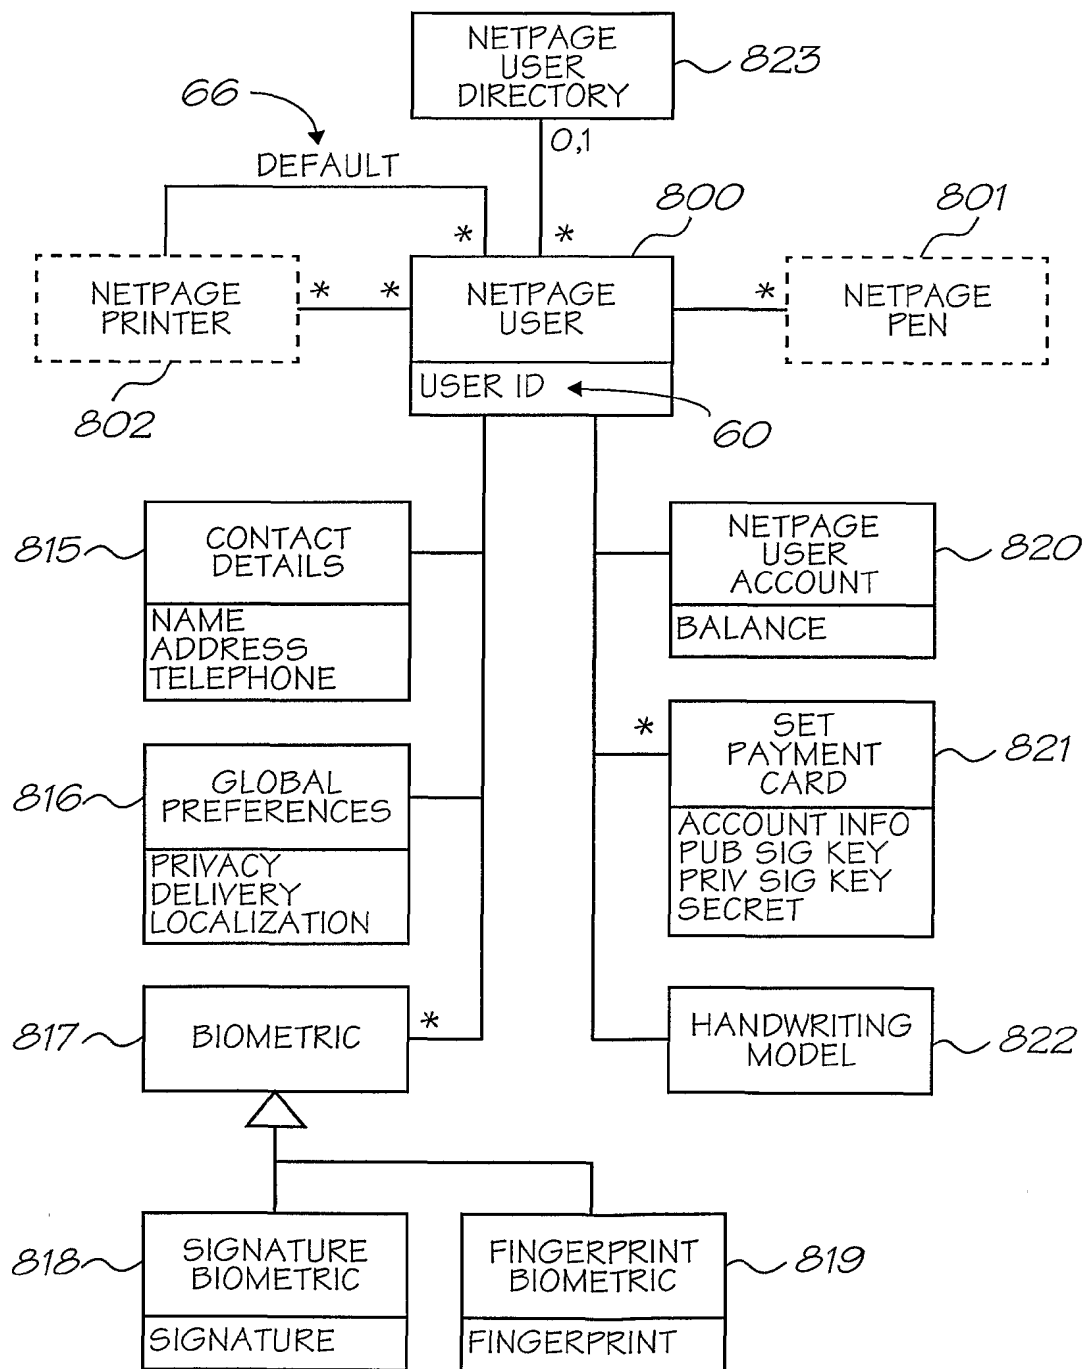 NETPAGE
USER
DIRECTORY
823
0,1
66
DEFAULT
*
*
800
801
NETPAGE
PRINTER
*
*
NETPAGE
USER
*
NETPAGE
PEN
802
USER ID
60
815
CONTACT
DETAILS
NAME
ADDRESS
TELEPHONE
NETPAGE
USER
ACCOUNT
820
BALANCE
816
GLOBAL
PREFERENCES
PRIVACY
DELIVERY
LOCALIZATION
*
SET
PAYMENT
CARD
821
ACCOUNT INFO
PUB SIG KEY
PRIV SIG KEY
SECRET
817
BIOMETRIC
*
HANDWRITING
MODEL
822
818
SIGNATURE
BIOMETRIC
SIGNATURE
FINGERPRINT
BIOMETRIC
819
FINGERPRINT